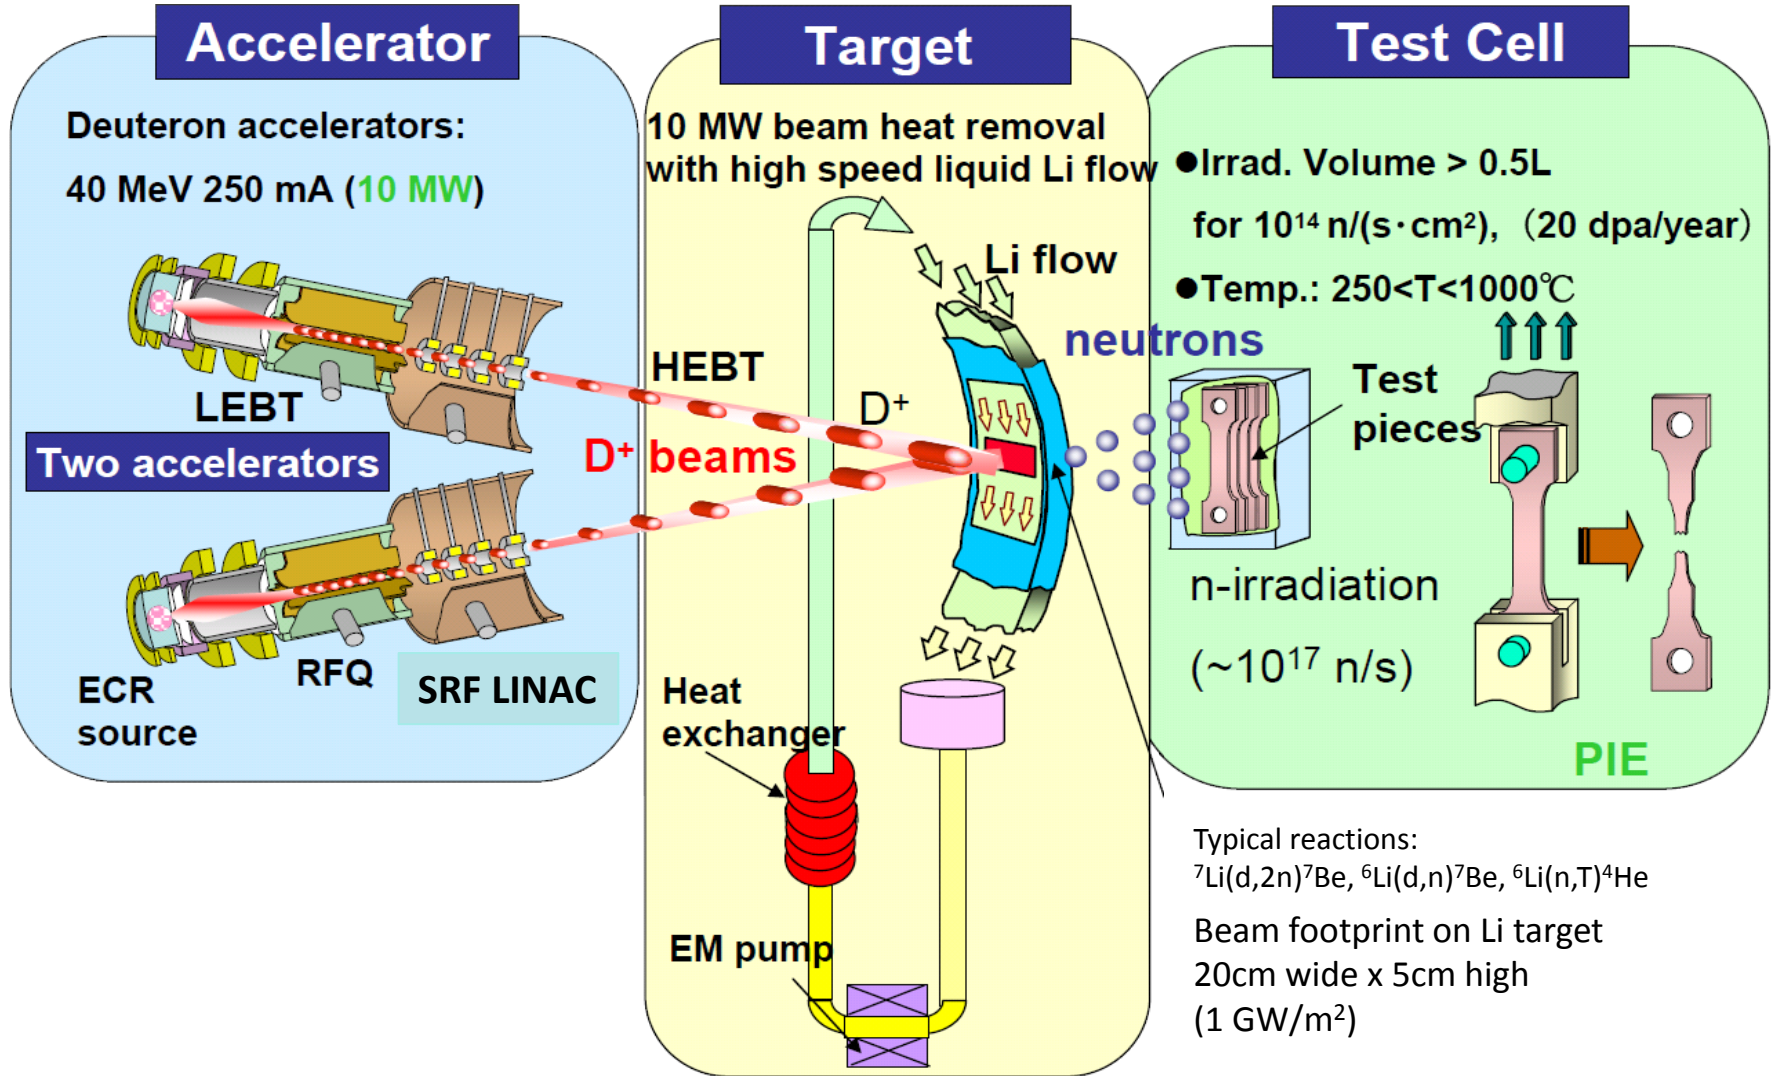 Accelerator
Deuteron accelerators:
40 MeV 250 mA (10 MW)
LEBT
Two accelerators
ECR
source
RFQ
SRF LINAC
Target
10 MW beam heat removal
with high speed liquid Li flow
Li flow
HEBT
D⁺
D⁺ beams
neutrons
Heat
exchanger
EM pump
Test Cell
●Irrad. Volume > 0.5L
for 10¹⁴ n/(s·cm²),（20 dpa/year）
●Temp.: 250<T<1000℃
Test
pieces
n-irradiation
(~10¹⁷ n/s)
PIE
Typical reactions:
⁷Li(d,2n)⁷Be, ⁶Li(d,n)⁷Be, ⁶Li(n,T)⁴He
Beam footprint on Li target
20cm wide x 5cm high
(1 GW/m²)